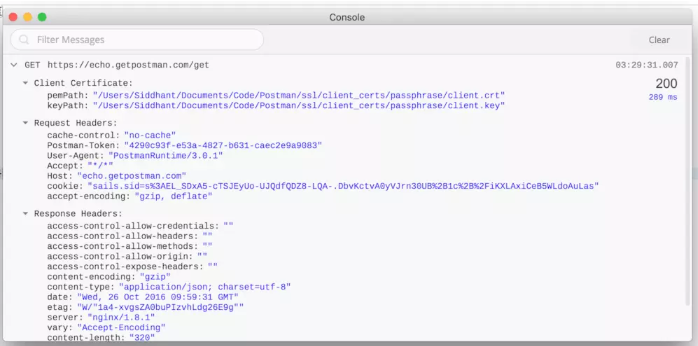 Console
Filter Messages
Clear
GET https://echo.getpostman.com/get
03:29:31.007
Client Certificate:
200
pemPath: "/Users/Siddhant/Documents/Code/Postman/ssl/client_certs/passphrase/client.crt"
289 ms
keyPath: "/Users/Siddhant/Documents/Code/Postman/ssl/client_certs/passphrase/client.key"
Request Headers:
cache-control: "no-cache"
Postman-Token: "4290c93f-e53a-4827-b631-caec2e9a9083"
User-Agent: "PostmanRuntime/3.0.1"
Accept: "*/*"
Host: "echo.getpostman.com"
cookie: "sails.sid=s%3AEL_SDxA5-cTSJEyUo-UJQdfQDZ8-LQA-.DbvKctvA0yVJrn30UB%2B1c%2B%2FiKXLAxiCeB5WLdoAuLas"
accept-encoding: "gzip, deflate"
Response Headers:
access-control-allow-credentials: ""
access-control-allow-headers: ""
access-control-allow-methods: ""
access-control-allow-origin: ""
access-control-expose-headers: ""
content-encoding: "gzip"
content-type: "application/json; charset=utf-8"
date: "Wed, 26 Oct 2016 09:59:31 GMT"
etag: "W/"1a4-xvgsZA0buPIzvhLdg26E9g""
server: "nginx/1.8.1"
vary: "Accept-Encoding"
content-length: "320"